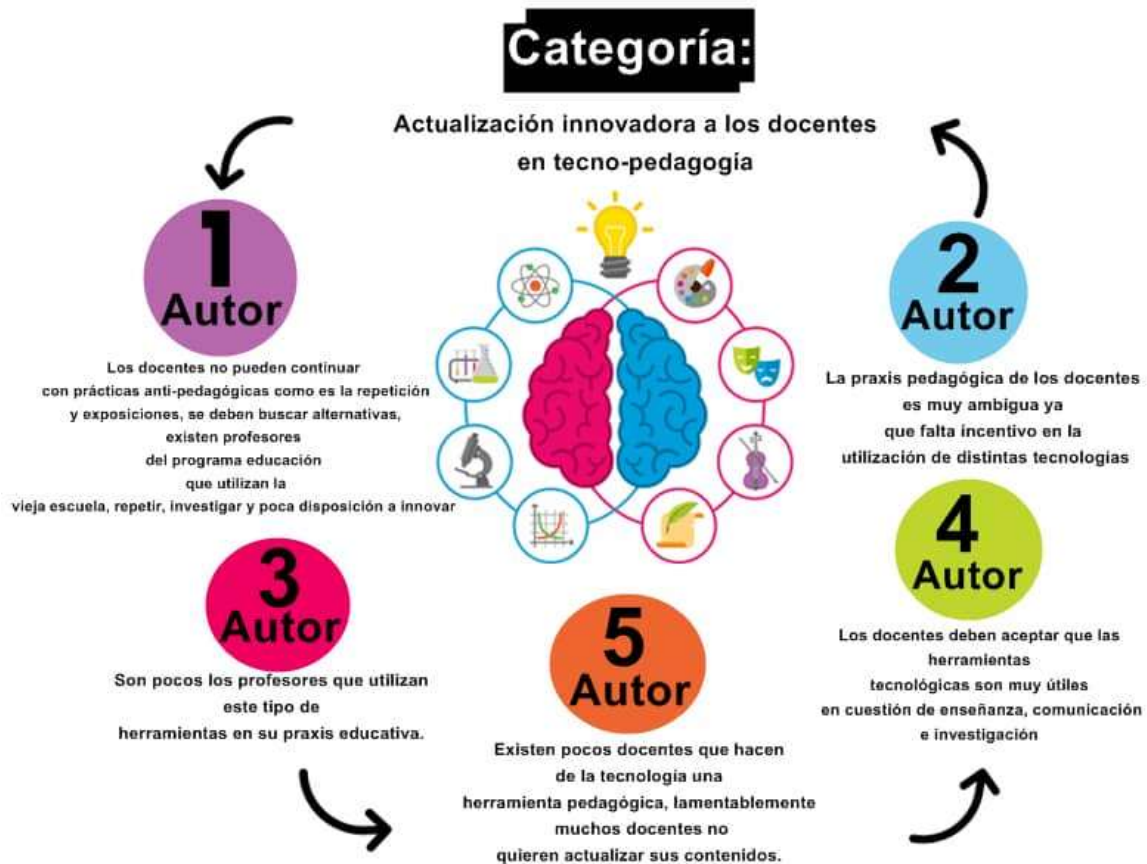 Categoría:
Actualización innovadora a los docentes
en tecno-pedagogía
1
Autor
Los docentes no pueden continuar
con prácticas anti-pedagógicas como es la repetición
y exposiciones, se deben buscar alternativas,
existen profesores
del programa educación
que utilizan la
vieja escuela, repetir, investigar y poca disposición a innovar
2
Autor
La praxis pedagógica de los docentes
es muy ambigua ya
que falta incentivo en la
utilización de distintas tecnologías
3
Autor
Son pocos los profesores que utilizan
este tipo de
herramientas en su praxis educativa.
4
Autor
Los docentes deben aceptar que las
herramientas
tecnológicas son muy útiles
en cuestión de enseñanza, comunicación
e investigación
5
Autor
Existen pocos docentes que hacen
de la tecnología una
herramienta pedagógica, lamentablemente
muchos docentes no
quieren actualizar sus contenidos.